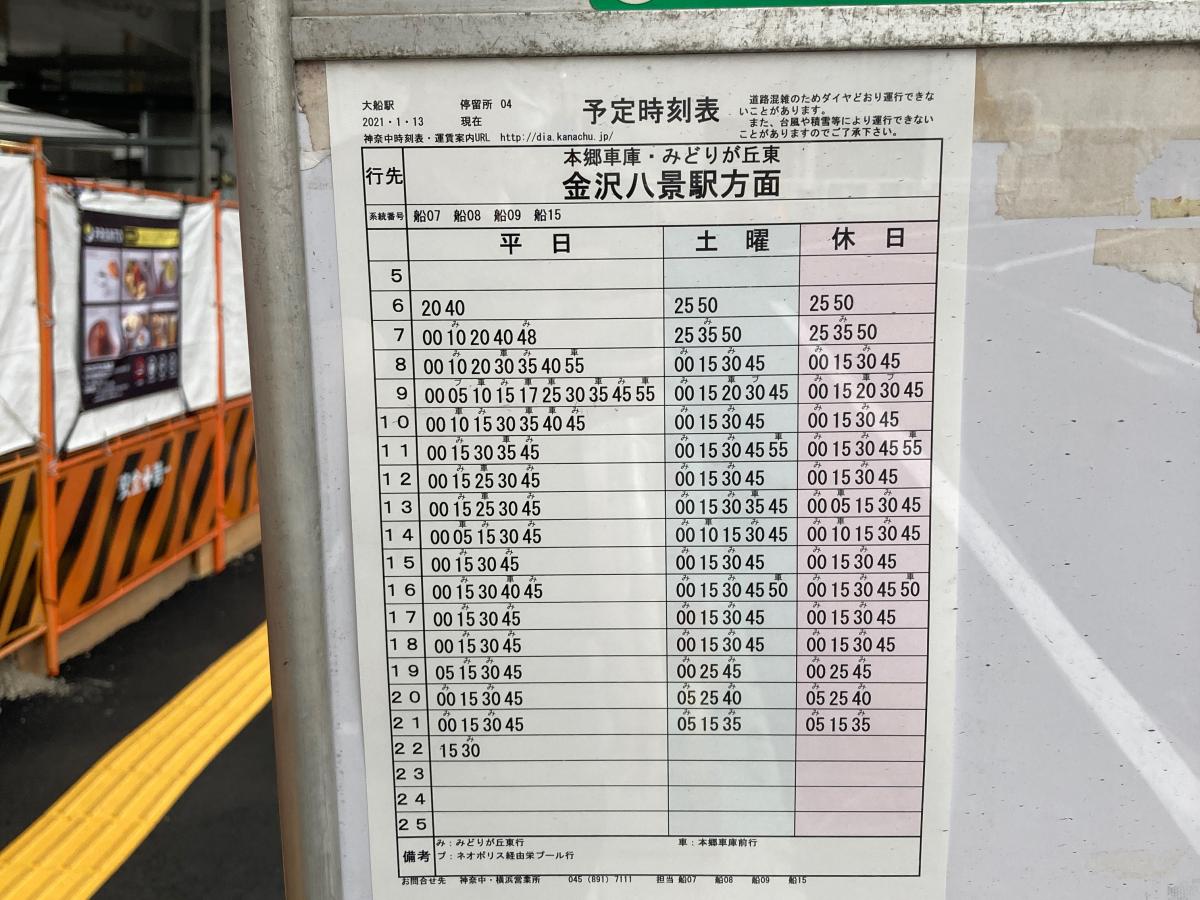 大船駅 停留所 04
2021・1・13 現在
予定時刻表
道路混雑のためダイヤどおり運行できな
いことがあります。
また、台風や積雪等により運行できない
ことがありますのでご了承下さい。
神奈中時刻表・運賃案内URL http://dia.kanachu.jp/
行先 本郷車庫・みどりが丘東
金沢八景駅方面
系統番号 船07 船08 船09 船15
平日 土曜 休日
5
6 20 40 25 50 25 50
7 00 10 20 40 48 25 35 50 25 35 50
8 00 10 20 30 35 40 55 00 15 30 45 00 15 30 45
9 00 05 10 15 17 25 30 35 45 55 00 15 20 30 45 00 15 20 30 45
10 00 10 15 30 35 40 45 00 15 30 45 00 15 30 45
11 00 15 30 35 45 00 15 30 45 55 00 15 30 45 55
12 00 15 25 30 45 00 15 30 45 00 15 30 45
13 00 15 25 30 45 00 15 30 35 45 00 05 15 30 45
14 00 05 15 30 45 00 10 15 30 45 00 10 15 30 45
15 00 15 30 45 00 15 30 45 00 15 30 45
16 00 15 30 40 45 00 15 30 45 50 00 15 30 45 50
17 00 15 30 45 00 15 30 45 00 15 30 45
18 00 15 30 45 00 15 30 45 00 15 30 45
19 05 15 30 45 00 25 45 00 25 45
20 00 15 30 45 05 25 40 05 25 40
21 00 15 30 45 05 15 35 05 15 35
22 15 30
23
24
25
備考 み:みどりが丘東行 車:本郷車庫前行
プ:ネオポリス経由栄プール行
お問合せ先 神奈中・横浜営業所 045 (891) 7111 担当 船07 船08 船09 船15
安全第一